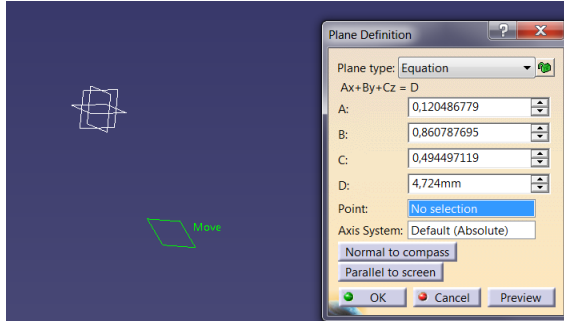 Plane Definition
?
X
Plane type: Equation
Ax+By+Cz = D
A: 0,120486779
B: 0,860787695
C: 0,494497119
D: 4,724mm
Point: No selection
Axis System: Default (Absolute)
Normal to compass
Parallel to screen
OK Cancel Preview
Move